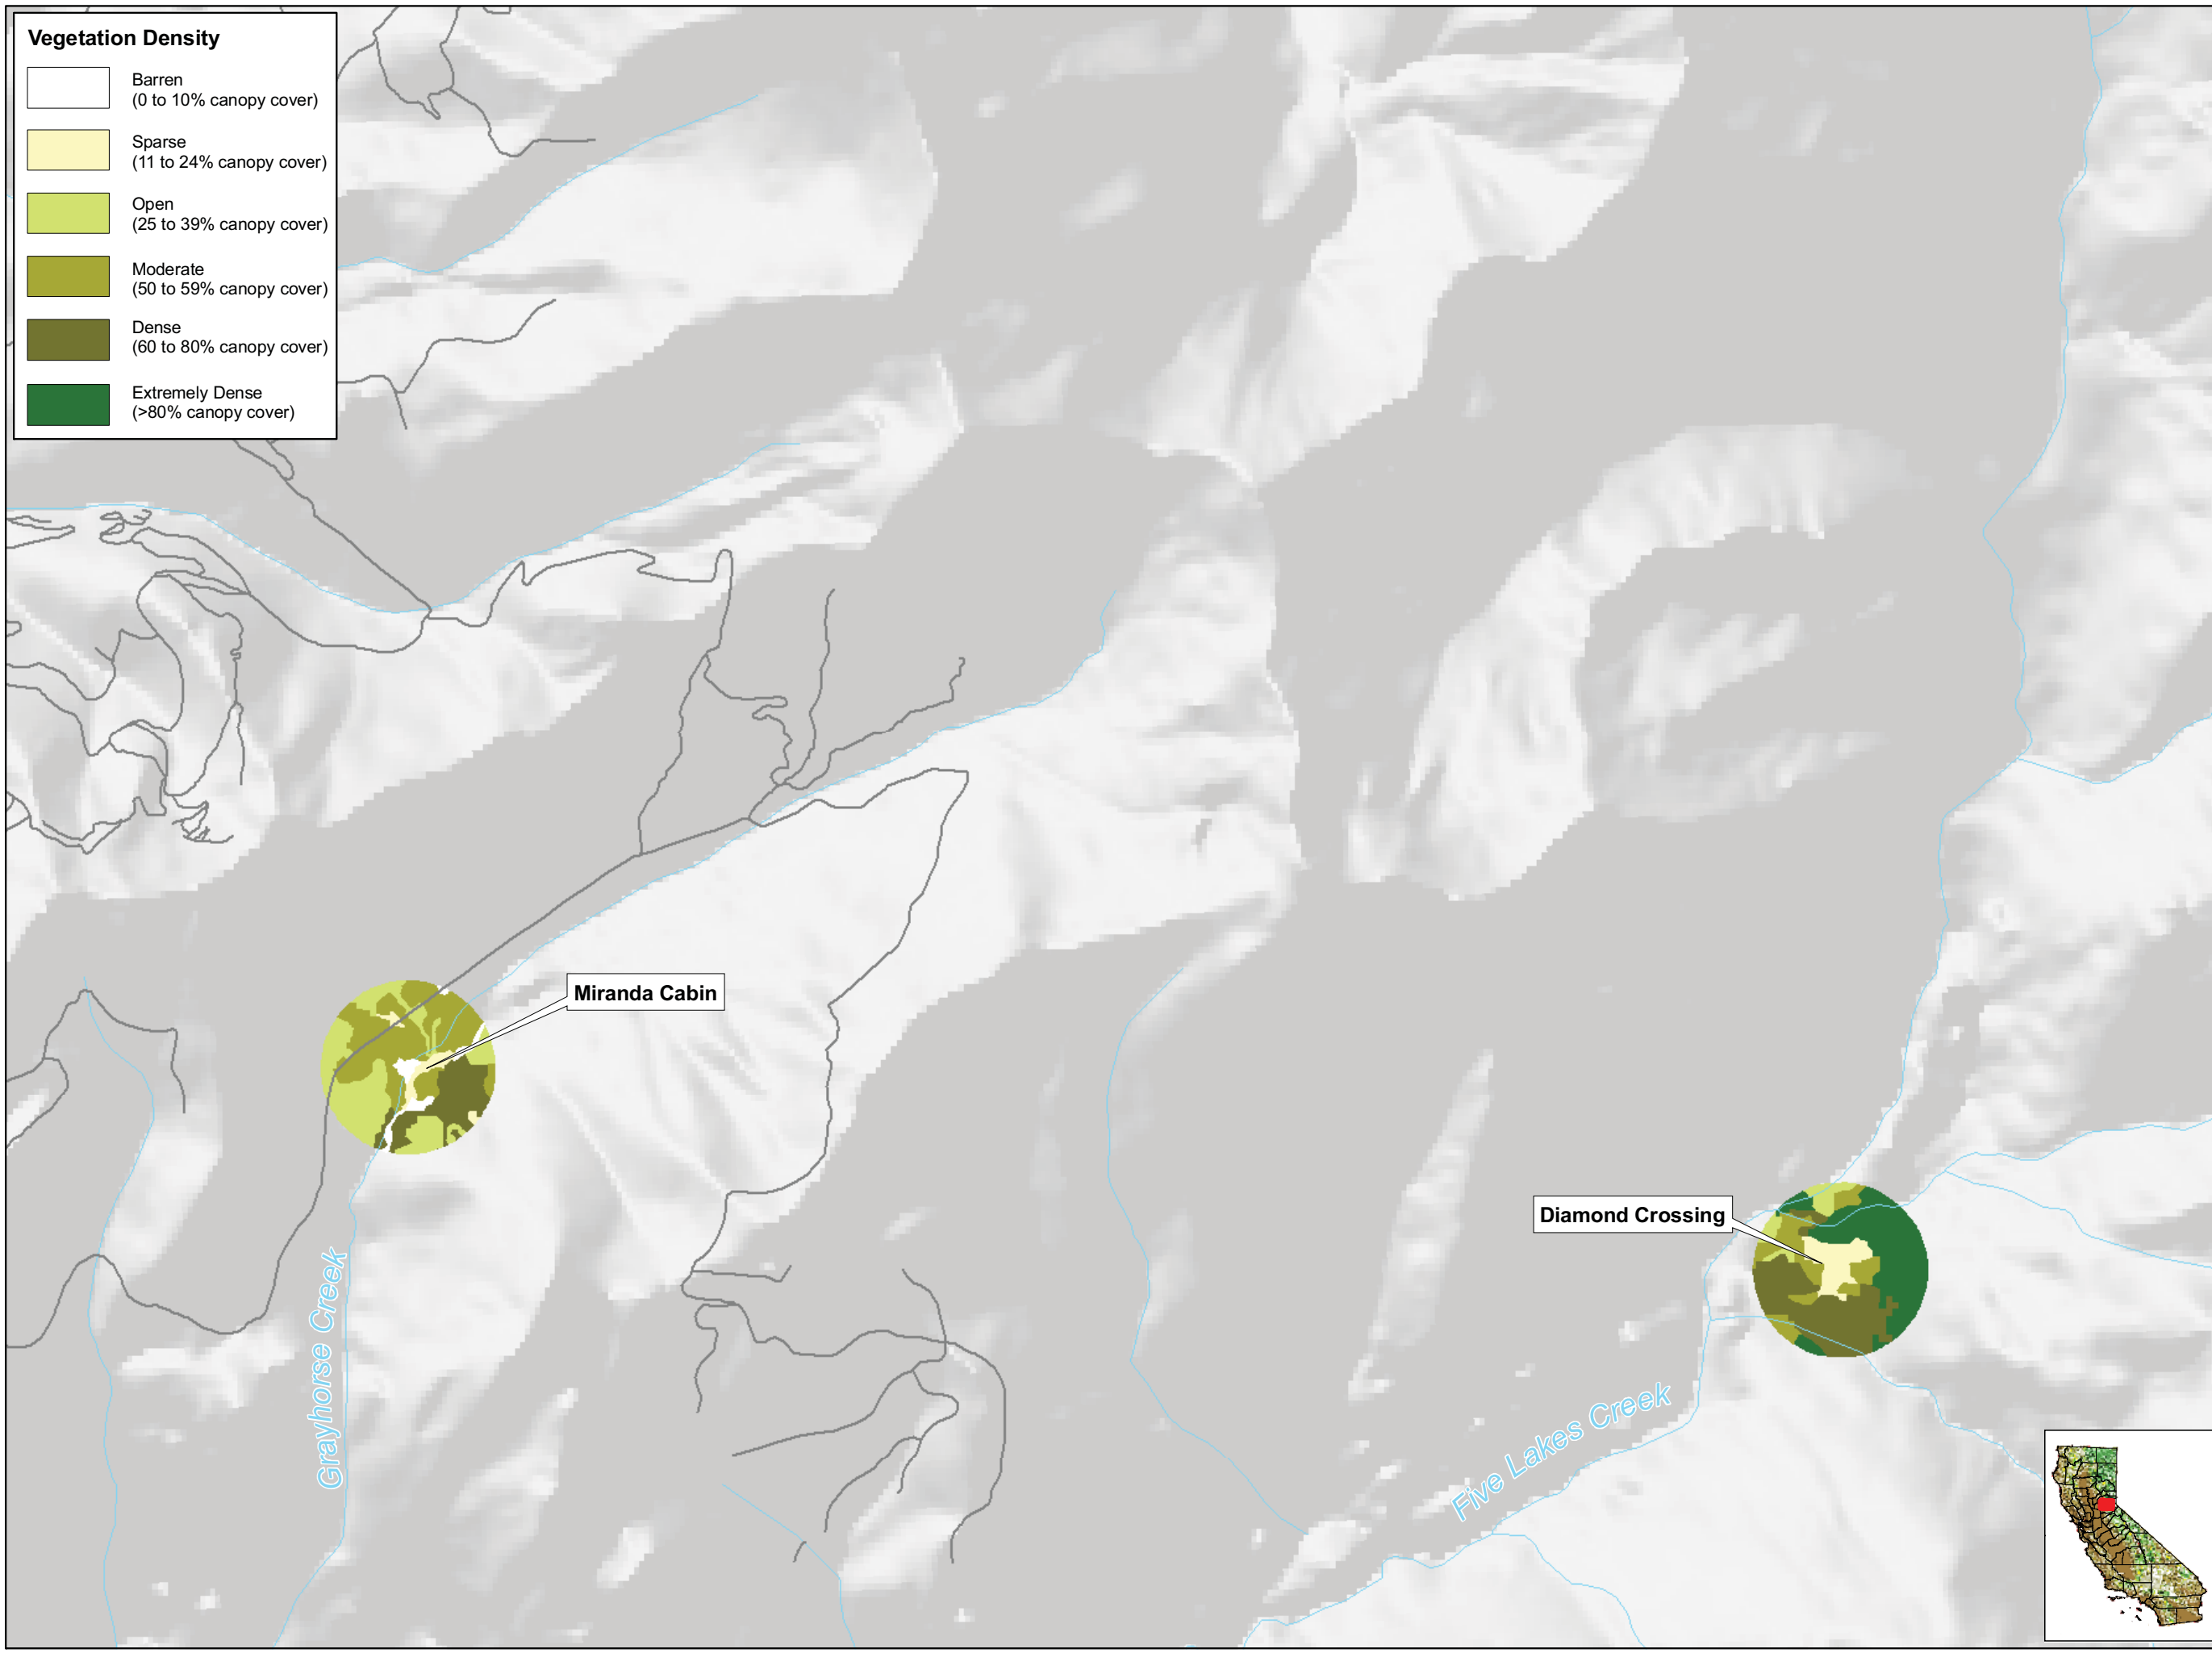 Vegetation Density
Barren
(0 to 10% canopy cover)
Sparse
(11 to 24% canopy cover)
Open
(25 to 39% canopy cover)
Moderate
(50 to 59% canopy cover)
Dense
(60 to 80% canopy cover)
Extremely Dense
(>80% canopy cover)
Miranda Cabin
Diamond Crossing
Grayhorse Creek
Five Lakes Creek